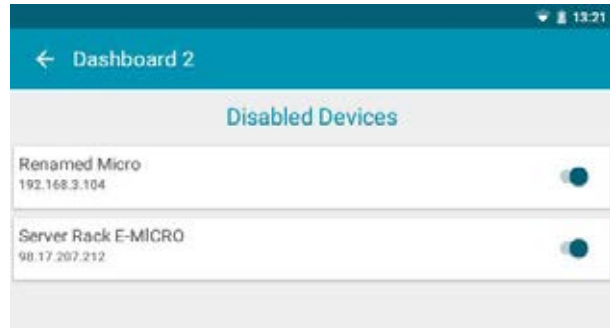 13:21
Dashboard 2
Disabled Devices
Renamed Micro
192.168.3.104
Server Rack E-MICRO
98.17.207.212